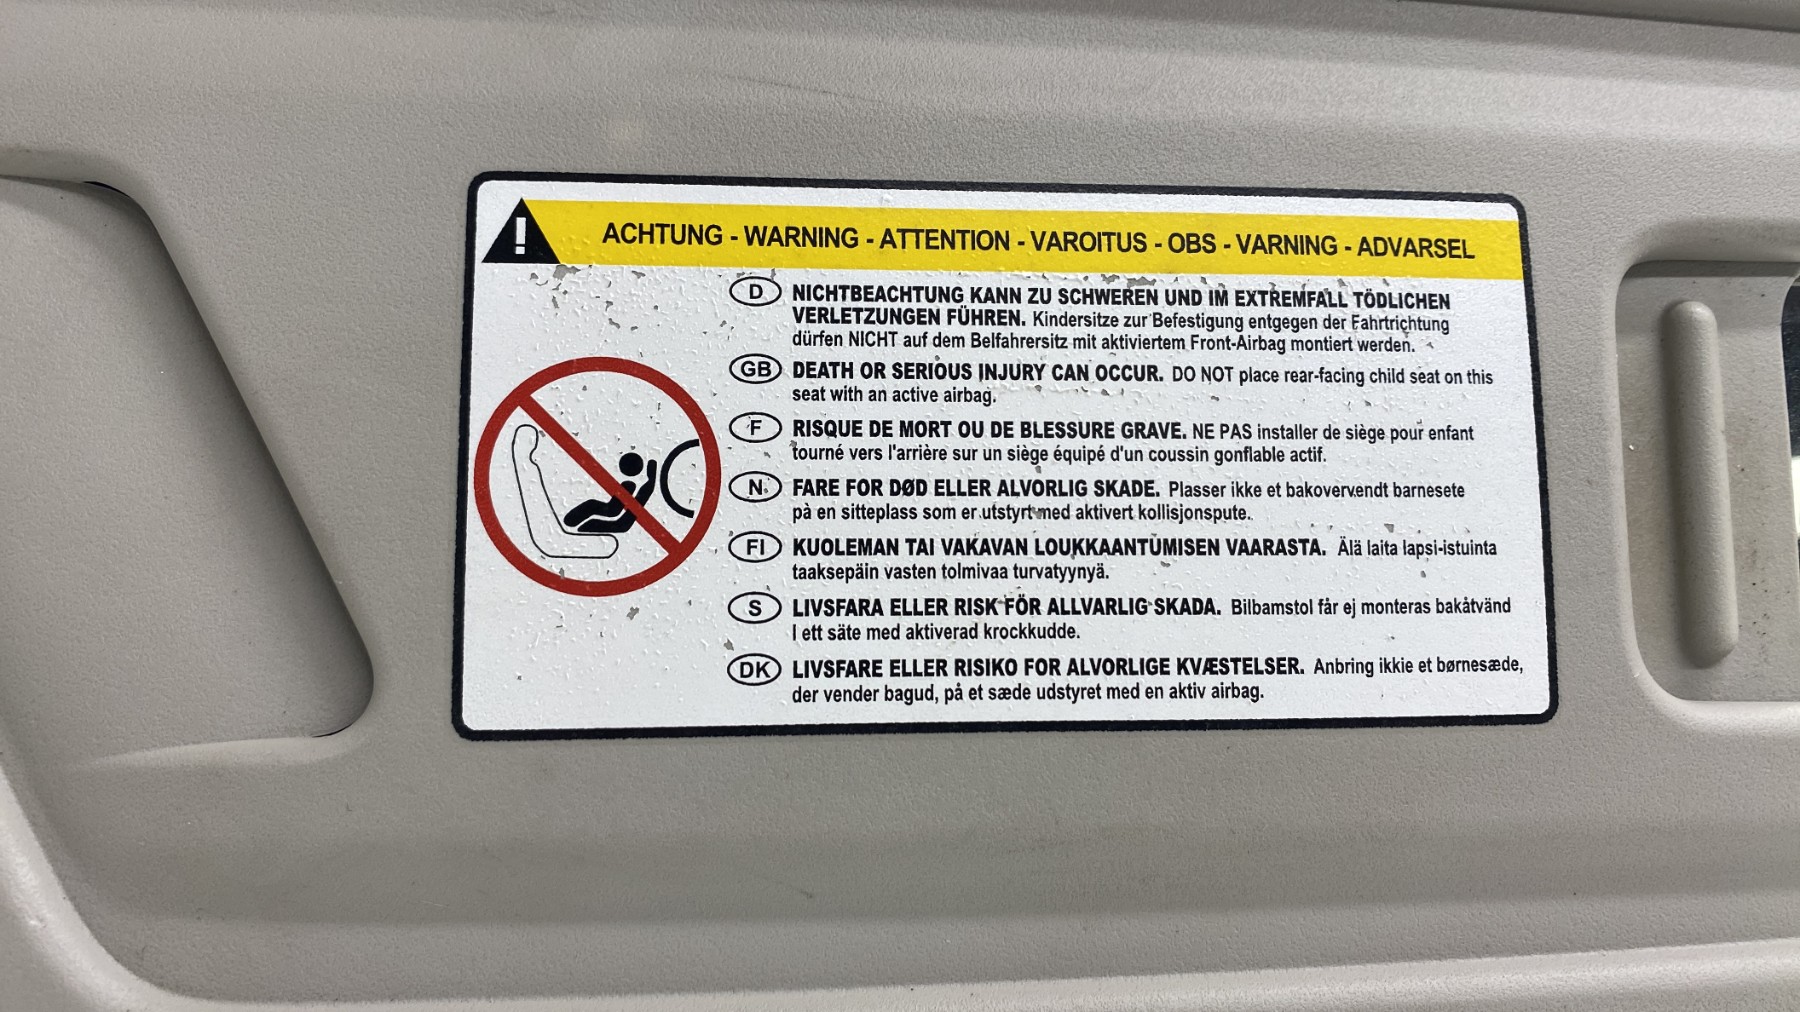 ACHTUNG - WARNING - ATTENTION - VAROITUS - OBS - VARNING - ADVARSEL
D NICHTBEACHTUNG KANN ZU SCHWEREN UND IM EXTREMFALL TÖDLICHEN
VERLETZUNGEN FÜHREN. Kindersitze zur Befestigung entgegen der Fahrtrichtung
dürfen NICHT auf dem Belfahrersitz mit aktiviertem Front-Airbag montiert werden.
GB DEATH OR SERIOUS INJURY CAN OCCUR. DO NOT place rear-facing child seat on this
seat with an active airbag.
F RISQUE DE MORT OU DE BLESSURE GRAVE. NE PAS installer de siège pour enfant
tourné vers l'arrière sur un siège équipé d'un coussin gonflable actif.
N FARE FOR DØD ELLER ALVORLIG SKADE. Plasser ikke et bakovervendt barnesete
på en sitteplass som er utstyrt med aktivert kollisjonspute.
FI KUOLEMAN TAI VAKAVAN LOUKKAANTUMISEN VAARASTA. Älä laita lapsi-istuinta
taaksepäin vasten tolmivaa turvatyynyä.
S LIVSFARA ELLER RISK FÖR ALLVARLIG SKADA. Bilbamstol får ej monteras bakåtvänd
I ett säte med aktiverad krockkudde.
DK LIVSFARE ELLER RISIKO FOR ALVORLIGE KVÆSTELSER. Anbring ikkie et børnesæde,
der vender bagud, på et sæde udstyret med en aktiv airbag.